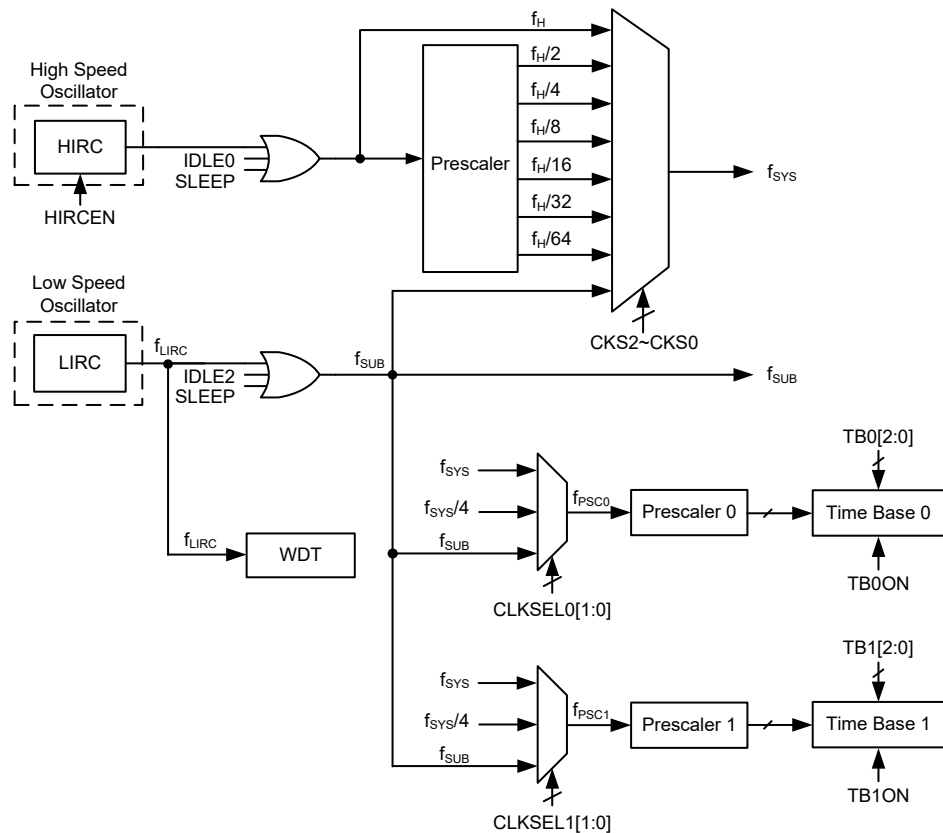 High Speed
Oscillator
HIRC
HIRCEN
IDLE0
SLEEP
Prescaler
fH
fH/2
fH/4
fH/8
fH/16
fH/32
fH/64
fSYS
CKS2~CKS0
Low Speed
Oscillator
LIRC
fLIRC
IDLE2
SLEEP
fSUB
fSUB
fLIRC
WDT
fSYS
fSYS/4
fSUB
CLKSEL0[1:0]
fPSC0
Prescaler 0
TB0[2:0]
Time Base 0
TB0ON
fSYS
fSYS/4
fSUB
CLKSEL1[1:0]
fPSC1
Prescaler 1
TB1[2:0]
Time Base 1
TB1ON